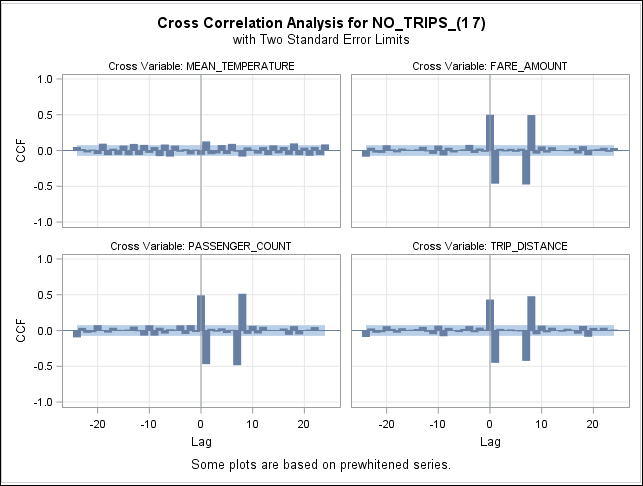 Cross Correlation Analysis for NO_TRIPS_(1 7)
with Two Standard Error Limits
Cross Variable: MEAN_TEMPERATURE
Cross Variable: FARE_AMOUNT
1.0
0.5
0.0
-0.5
-1.0
CCF
Cross Variable: PASSENGER_COUNT
Cross Variable: TRIP_DISTANCE
1.0
0.5
0.0
-0.5
-1.0
CCF
-20 -10 0 10 20
-20 -10 0 10 20
Lag
Lag
Some plots are based on prewhitened series.